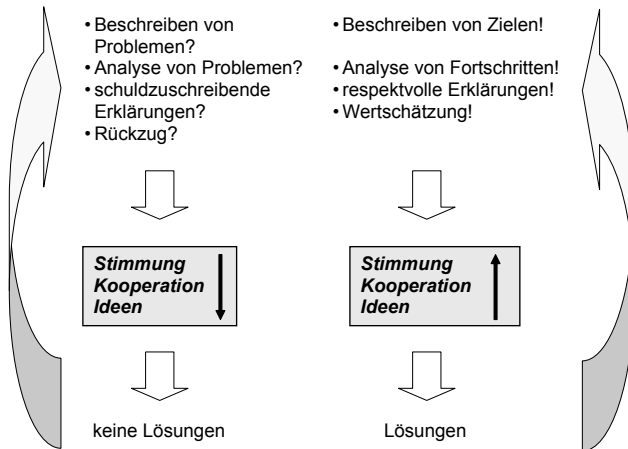 • Beschreiben von
Problemen?
• Analyse von Problemen?
• schuldzuschreibende
Erklärungen?
• Rückzug?
Stimmung
Kooperation
Ideen
keine Lösungen
• Beschreiben von Zielen!
• Analyse von Fortschritten!
• respektvolle Erklärungen!
• Wertschätzung!
Stimmung
Kooperation
Ideen
Lösungen